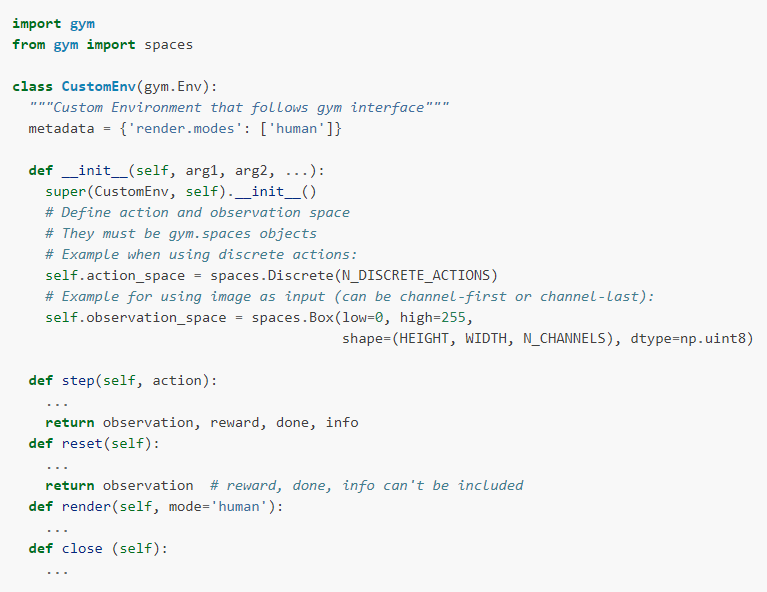 import gym
from gym import spaces

class CustomEnv(gym.Env):
  """Custom Environment that follows gym interface"""
  metadata = {'render.modes': ['human']}

  def __init__(self, arg1, arg2, ...):
    super(CustomEnv, self).__init__()
    # Define action and observation space
    # They must be gym.spaces objects
    # Example when using discrete actions:
    self.action_space = spaces.Discrete(N_DISCRETE_ACTIONS)
    # Example for using image as input (can be channel-first or channel-last):
    self.observation_space = spaces.Box(low=0, high=255,
                                        shape=(HEIGHT, WIDTH, N_CHANNELS), dtype=np.uint8)

  def step(self, action):
    ...
    return observation, reward, done, info
  def reset(self):
    ...
    return observation  # reward, done, info can't be included
  def render(self, mode='human'):
    ...
  def close (self):
    ...